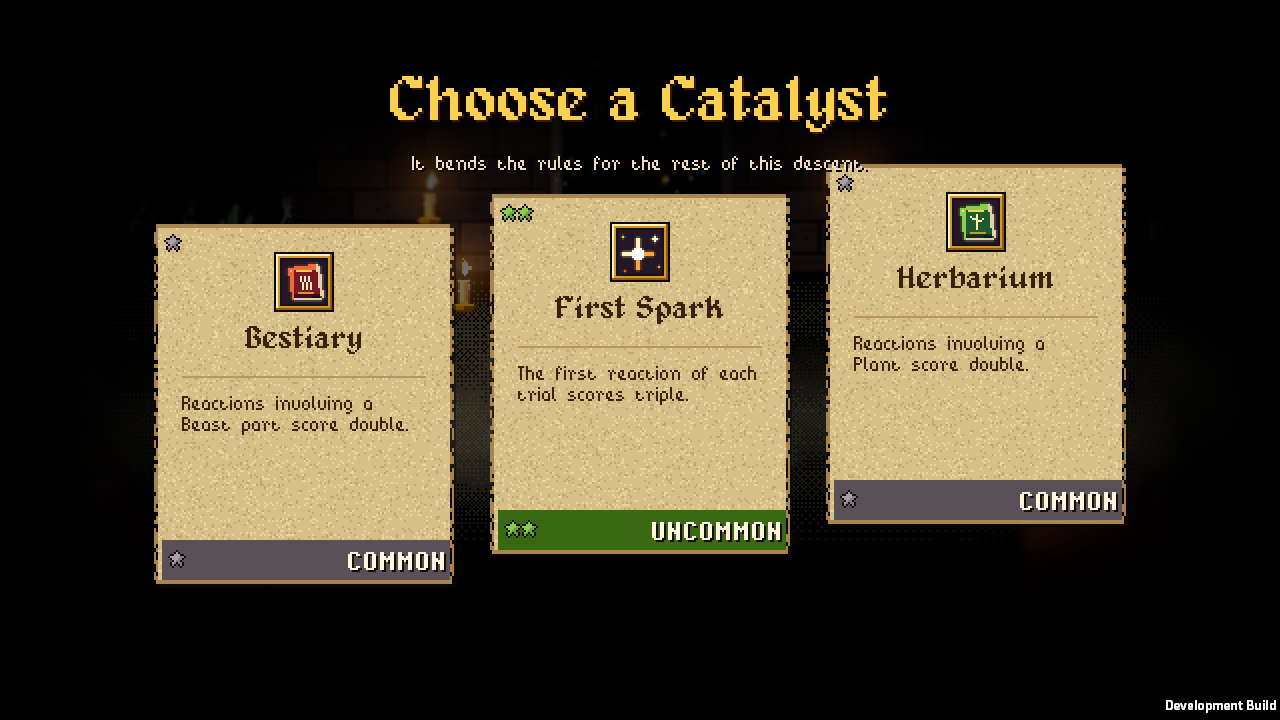 Choose a Catalyst
It bends the rules for the rest of this descent.
Bestiary
Reactions involving a
Beast part score double.
COMMON
First Spark
The first reaction of each
trial scores triple.
UNCOMMON
Herbarium
Reactions involving a
Plant score double.
COMMON
Development Build